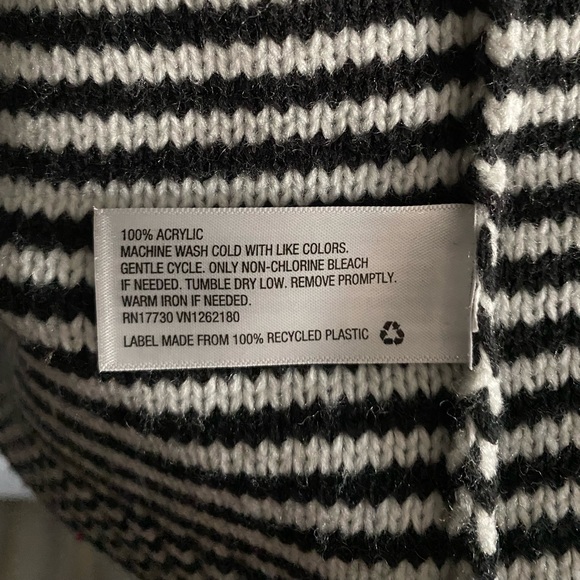 100% ACRYLIC
MACHINE WASH COLD WITH LIKE COLORS.
GENTLE CYCLE. ONLY NON-CHLORINE BLEACH
IF NEEDED. TUMBLE DRY LOW. REMOVE PROMPTLY.
WARM IRON IF NEEDED.
RN17730 VN1262180
LABEL MADE FROM 100% RECYCLED PLASTIC